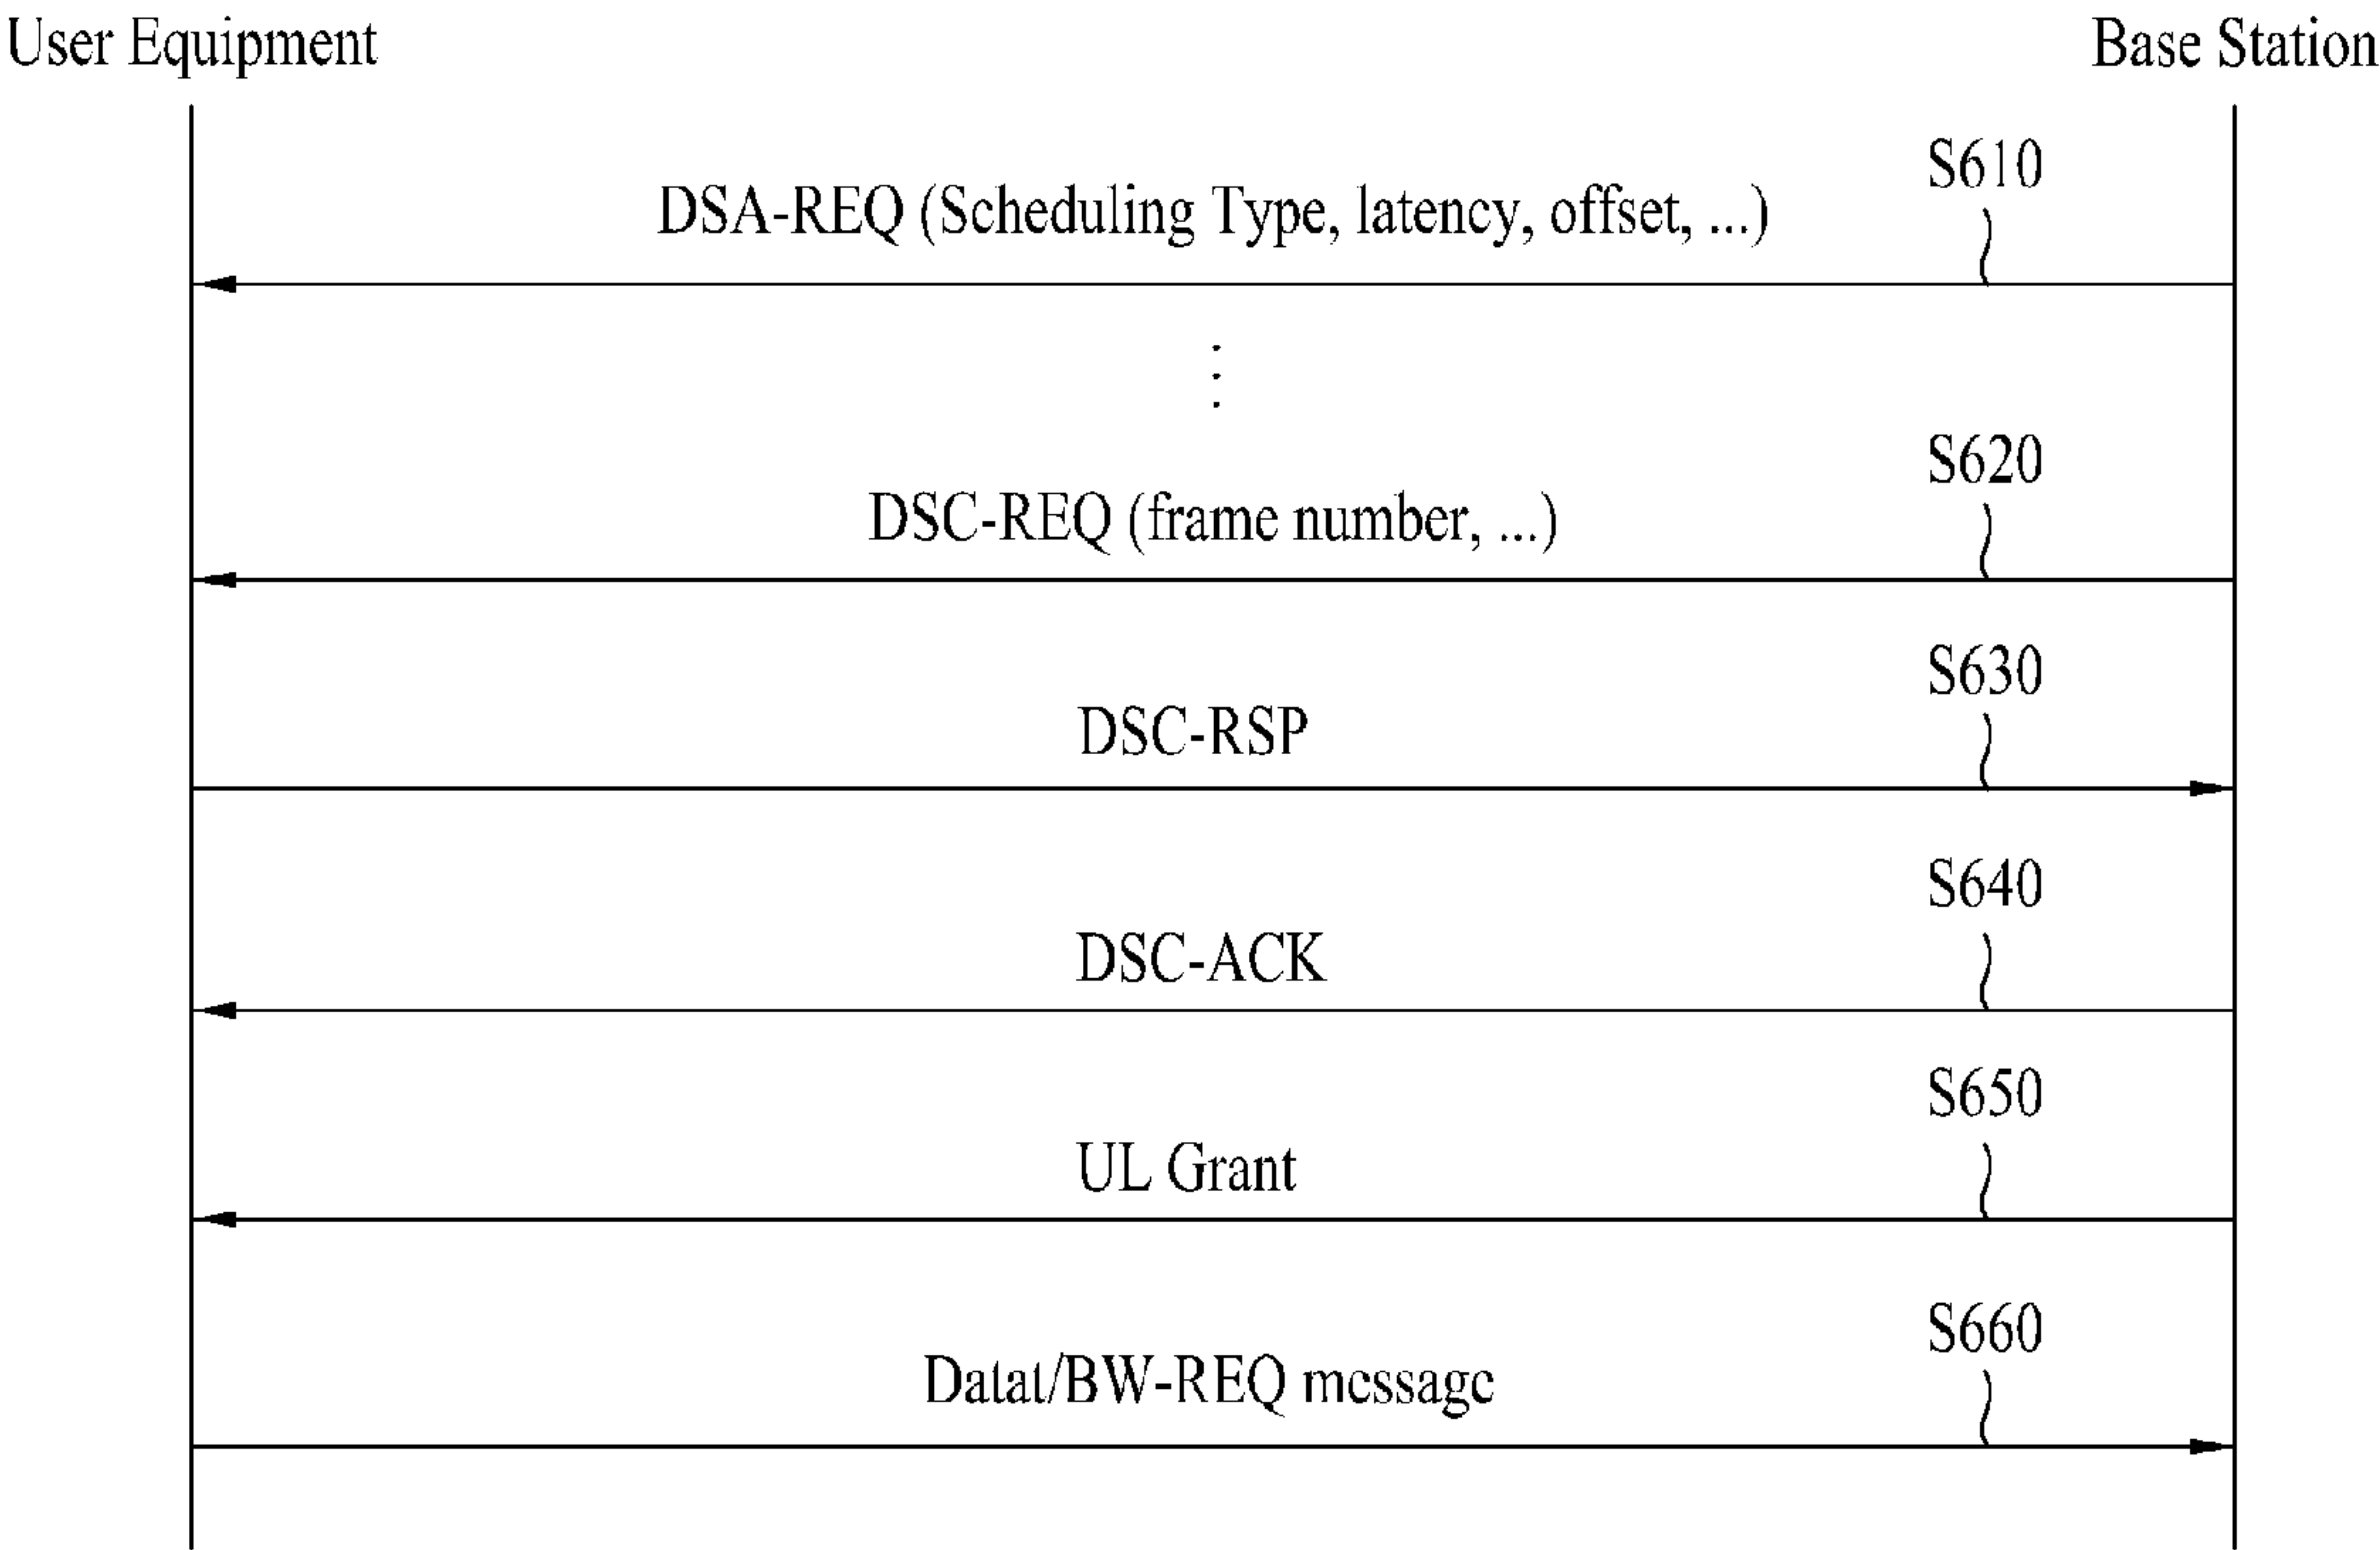 User Equipment
Base Station
S610
DSA-REQ (Scheduling Type, latency, offset, ...)
S620
DSC-REQ (frame number, ...)
S630
DSC-RSP
S640
DSC-ACK
S650
UL Grant
S660
Datat/BW-REQ message